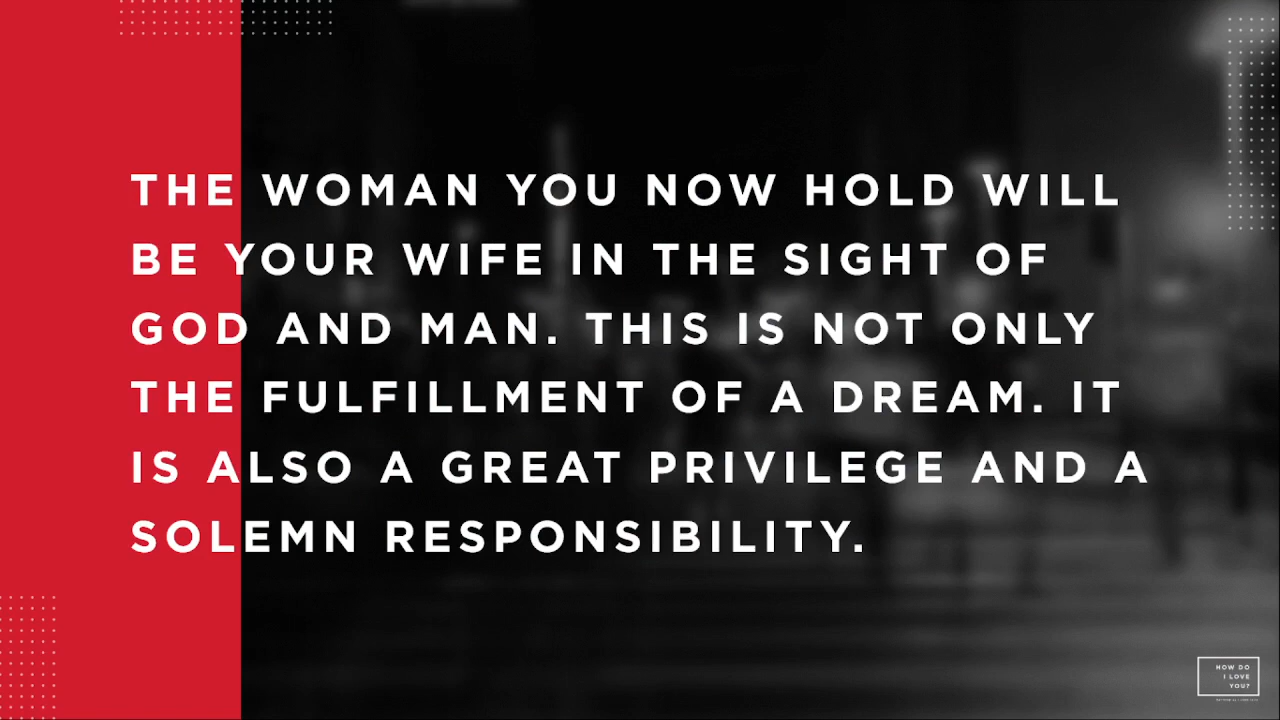 THE WOMAN YOU NOW HOLD WILL
BE YOUR WIFE IN THE SIGHT OF
GOD AND MAN. THIS IS NOT ONLY
THE FULFILLMENT OF A DREAM. IT
IS ALSO A GREAT PRIVILEGE AND A
SOLEMN RESPONSIBILITY.
HOW DO
I LOVE
YOU?